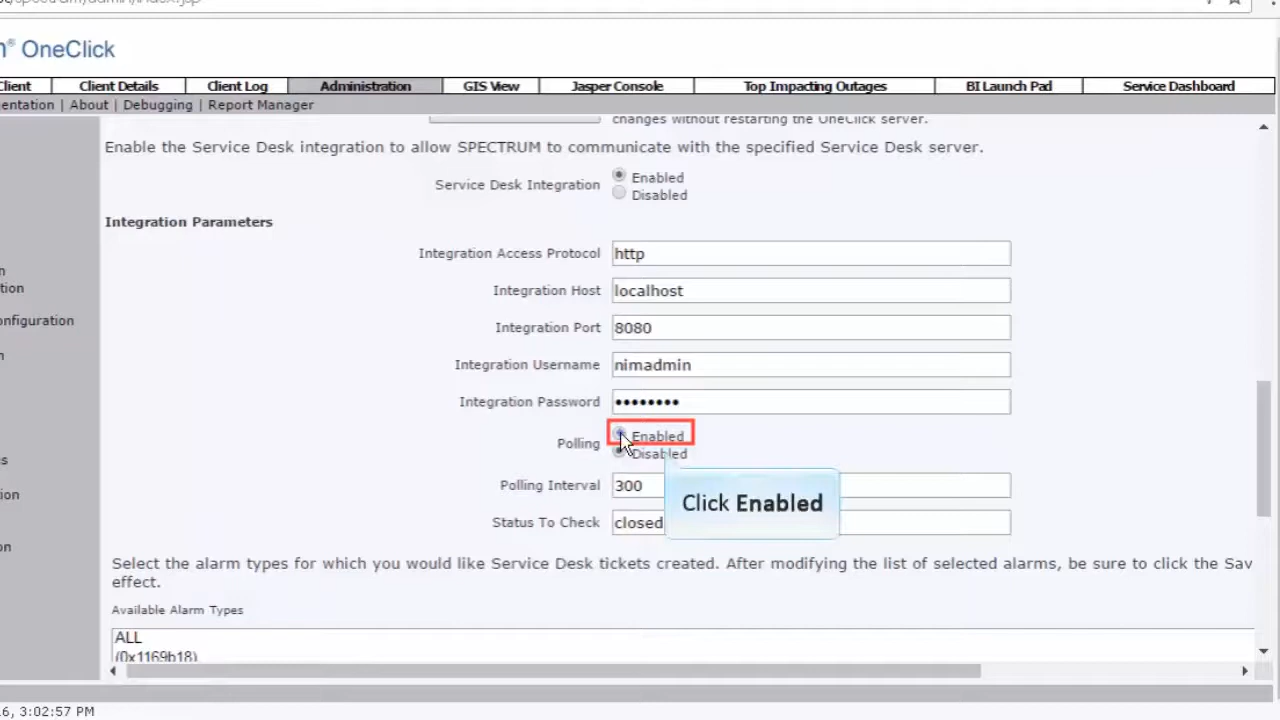 OneClick
Client Details
Client Log
Administration
GIS View
Jasper Console
Top Impacting Outages
BI Launch Pad
Service Dashboard
| About | Debugging | Report Manager
changes without restarting the OneClick server.
Enable the Service Desk integration to allow SPECTRUM to communicate with the specified Service Desk server.
Service Desk Integration
Enabled
Disabled
Integration Parameters
Integration Access Protocol
http
Integration Host
localhost
Integration Port
8080
Integration Username
nimadmin
Integration Password
••••••••
Polling
Enabled
Disabled
Click Enabled
Polling Interval
300
Status To Check
closed
Select the alarm types for which you would like Service Desk tickets created. After modifying the list of selected alarms, be sure to click the Sav
effect.
Available Alarm Types
ALL
(0x1169b18)
6, 3:02:57 PM